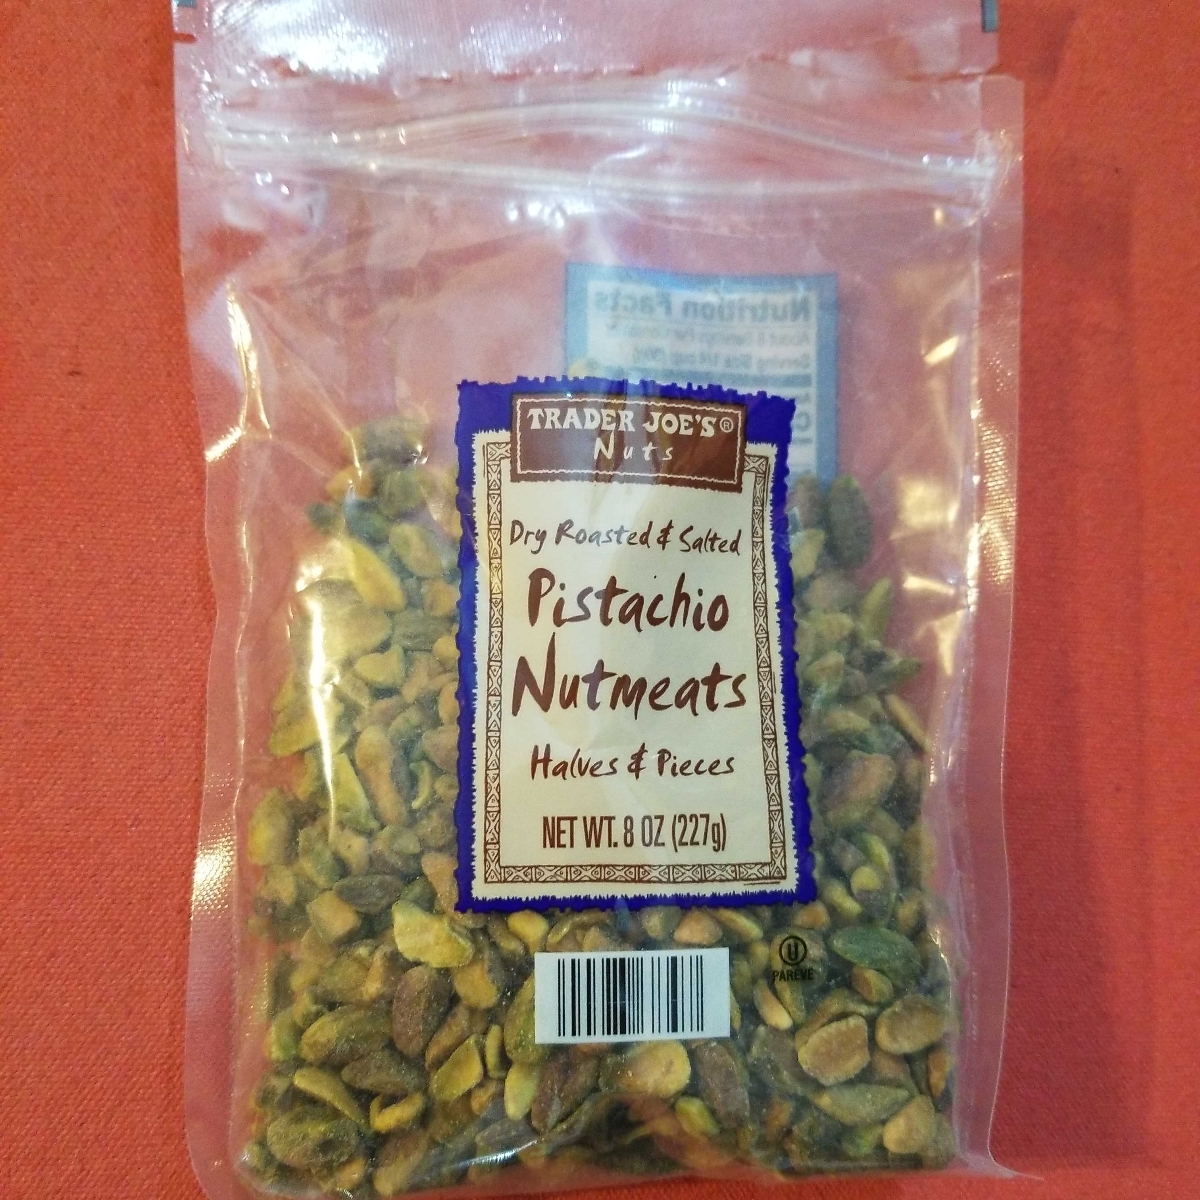 Nutrition Facts
TRADER JOE'S®
Nuts
Dry Roasted & Salted
Pistachio
Nutmeats
Halves & Pieces
NET WT. 8 OZ (227g)
U
PAREVE